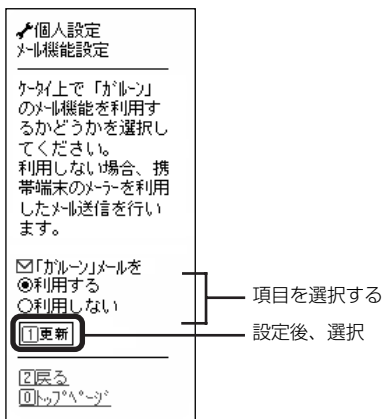 個人設定
ﾒｰﾙ機能設定
ｹｰﾀｲ上で「ｶﾞﾙｰﾝ」
のﾒｰﾙ機能を利用す
るかどうかを選択し
てください。
利用しない場合、携
帯端末のﾒｰﾗｰを利用
したﾒｰﾙ送信を行い
ます。
「ｶﾞﾙｰﾝ」ﾒｰﾙを
◉利用する
○利用しない
項目を選択する
1更新
設定後、選択
2戻る
0ﾄｯﾌﾟﾍﾟｰｼﾞ